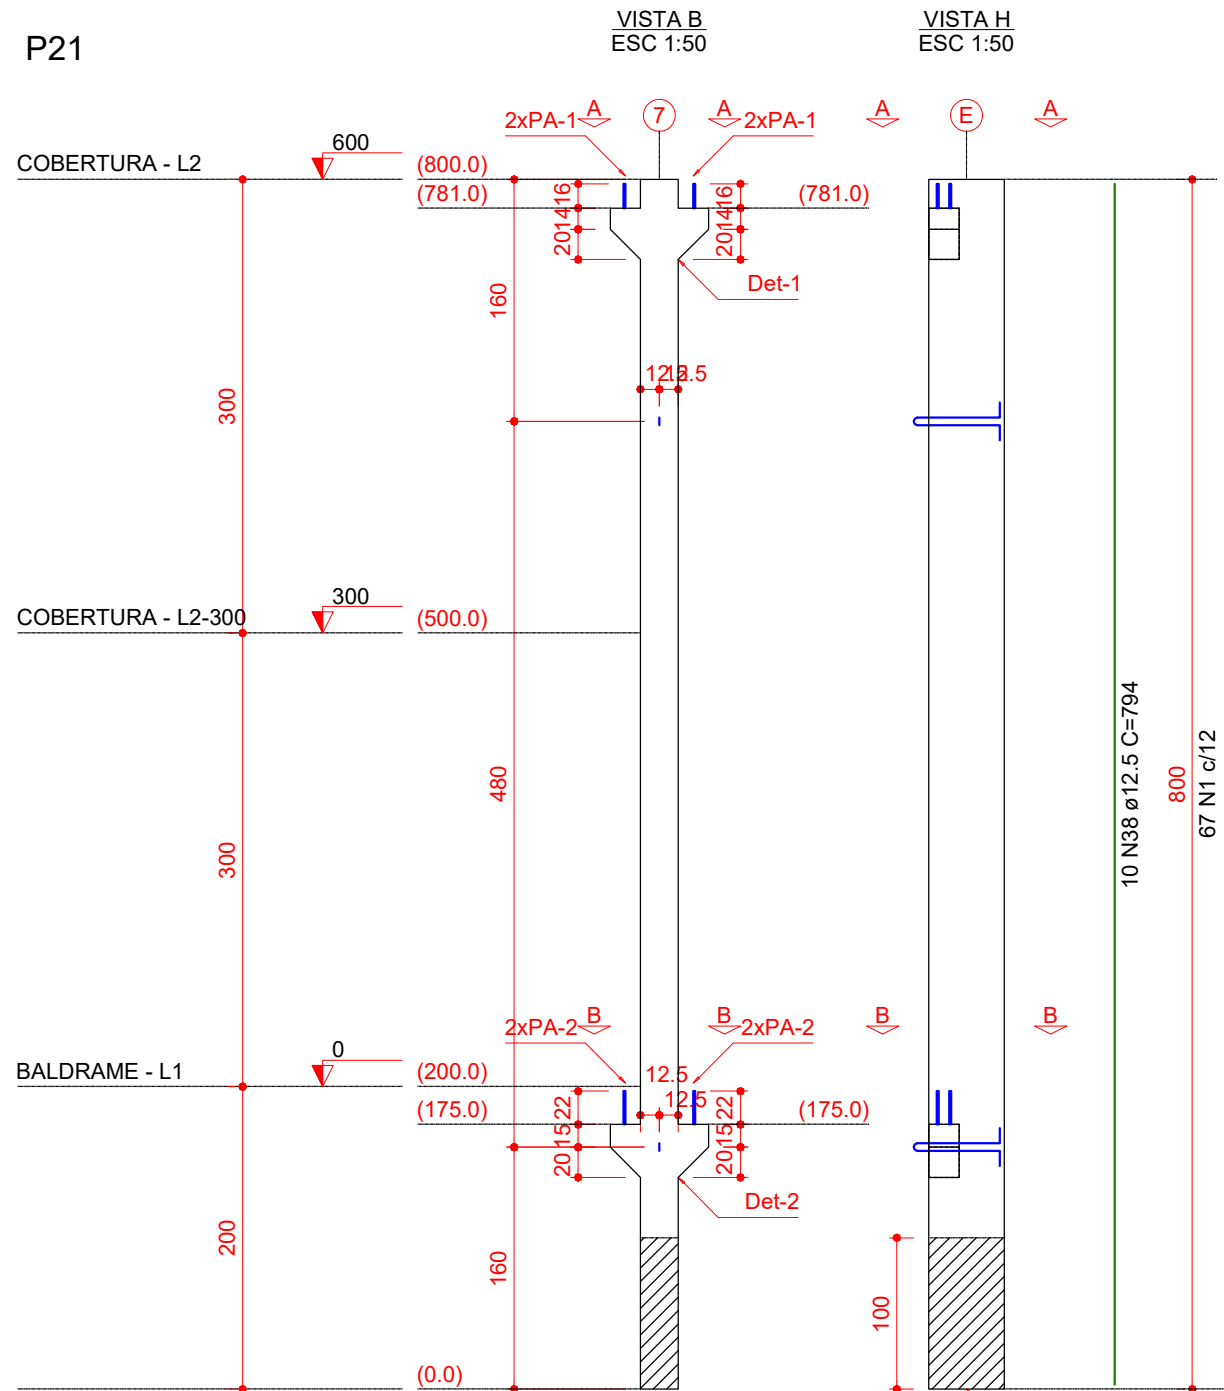 P21
VISTA B
ESC 1:50
VISTA H
ESC 1:50
2xPA-1
A
7
A
2xPA-1
A
E
A
COBERTURA - L2
600
(800.0)
(781.0)
16
14
20
16
14
20
(781.0)
Det-1
160
12.5
12.5
300
COBERTURA - L2-300
300
(500.0)
480
300
10 N38 ø12.5 C=794
800
67 N1 c/12
2xPA-2
B
B
2xPA-2
B
B
BALDRAME - L1
0
(200.0)
(175.0)
12.5
12.5
22
15
20
22
15
20
(175.0)
Det-2
200
160
100
(0.0)